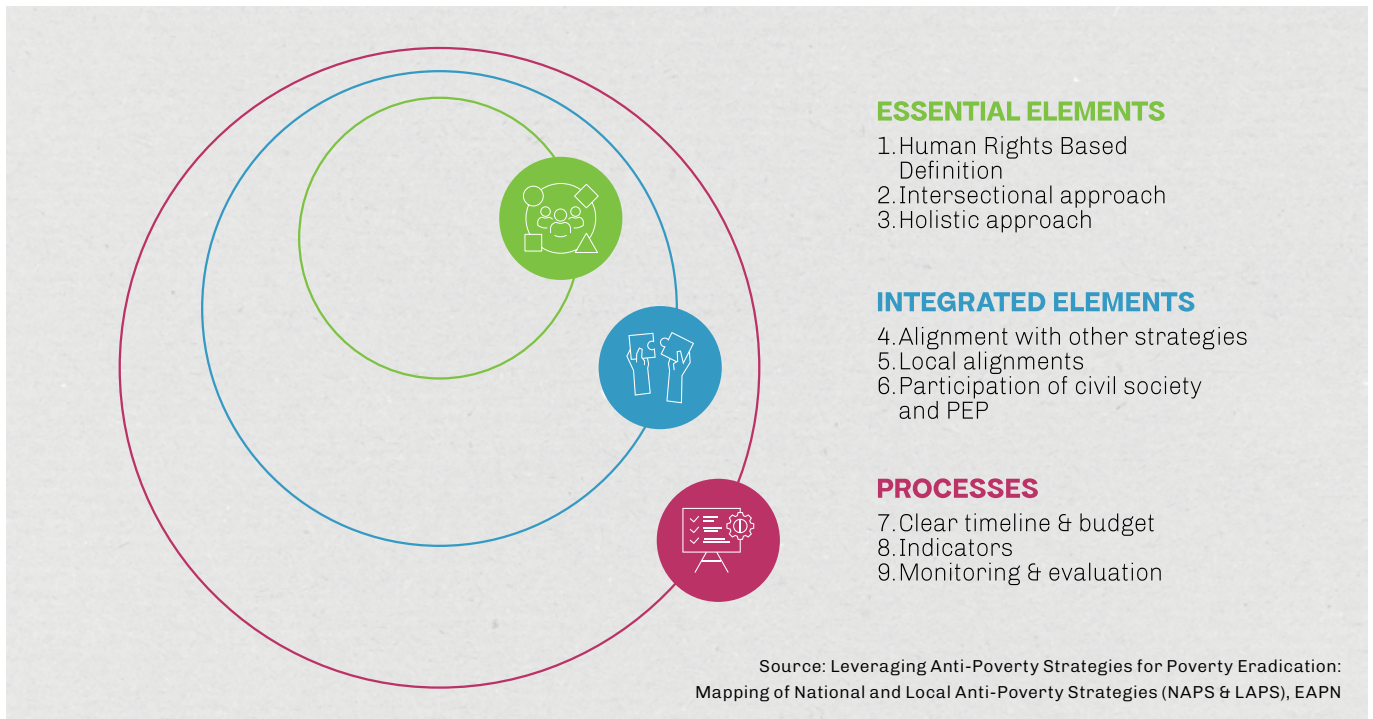 ESSENTIAL ELEMENTS
1.Human Rights Based
Definition
2.Intersectional approach
3.Holistic approach
INTEGRATED ELEMENTS
4.Alignment with other strategies
5.Local alignments
6.Participation of civil society
and PEP
PROCESSES
7.Clear timeline & budget
8.Indicators
9.Monitoring & evaluation
Source: Leveraging Anti-Poverty Strategies for Poverty Eradication:
Mapping of National and Local Anti-Poverty Strategies (NAPS & LAPS), EAPN